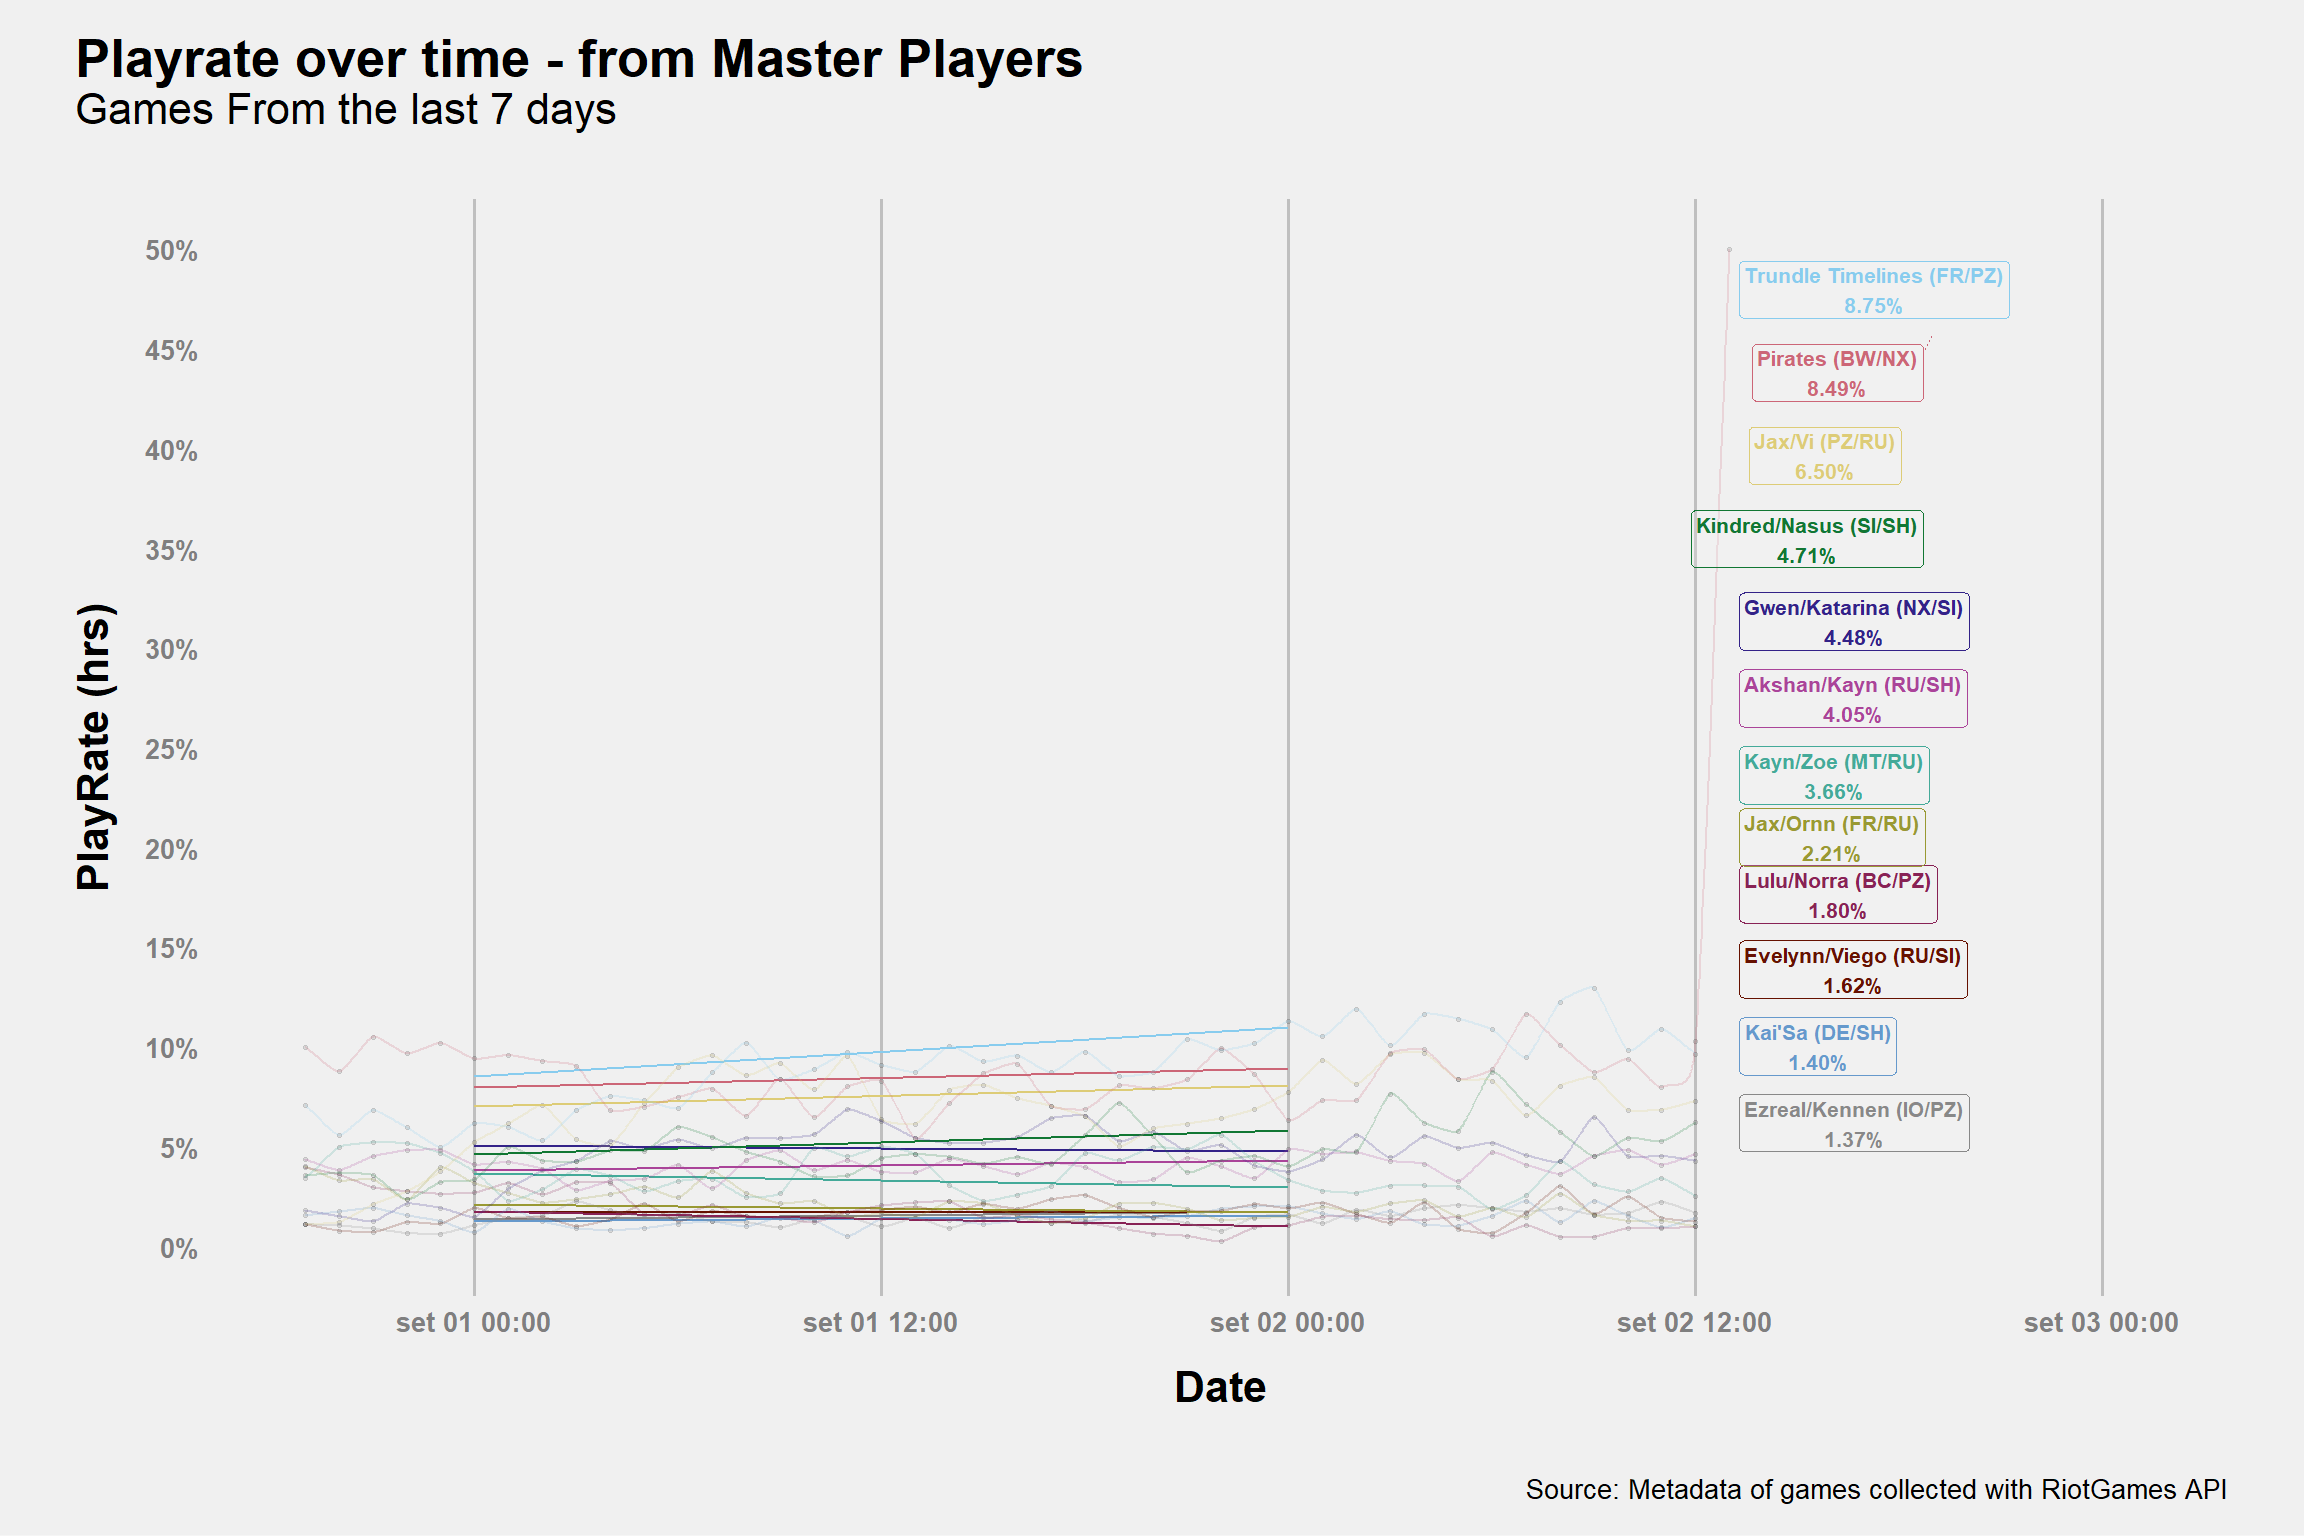 Playrate over time - from Master Players
Games From the last 7 days
PlayRate (hrs)
50%
45%
40%
35%
30%
25%
20%
15%
10%
5%
0%
Trundle Timelines (FR/PZ)
8.75%
Pirates (BW/NX)
8.49%
Jax/Vi (PZ/RU)
6.50%
Kindred/Nasus (SI/SH)
4.71%
Gwen/Katarina (NX/SI)
4.48%
Akshan/Kayn (RU/SH)
4.05%
Kayn/Zoe (MT/RU)
3.66%
Jax/Ornn (FR/RU)
2.21%
Lulu/Norra (BC/PZ)
1.80%
Evelynn/Viego (RU/SI)
1.62%
Kai'Sa (DE/SH)
1.40%
Ezreal/Kennen (IO/PZ)
1.37%
set 01 00:00
set 01 12:00
set 02 00:00
set 02 12:00
set 03 00:00
Date
Source: Metadata of games collected with RiotGames API